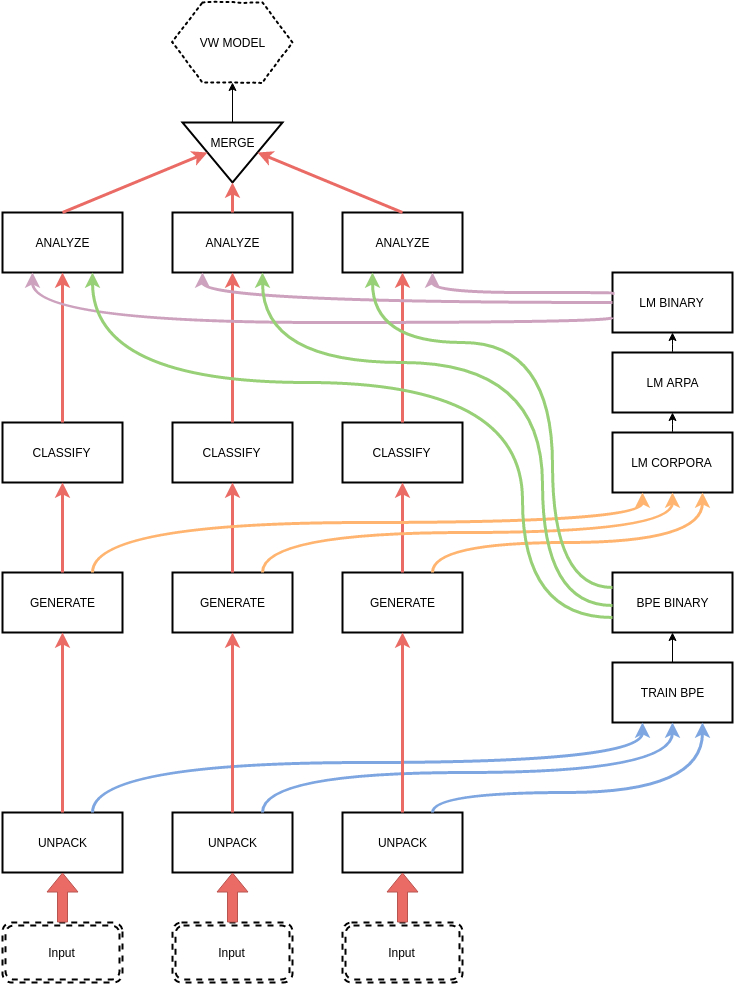 VW MODEL
MERGE
ANALYZE
ANALYZE
ANALYZE
LM BINARY
LM ARPA
CLASSIFY
CLASSIFY
CLASSIFY
LM CORPORA
GENERATE
GENERATE
GENERATE
BPE BINARY
TRAIN BPE
UNPACK
UNPACK
UNPACK
Input
Input
Input